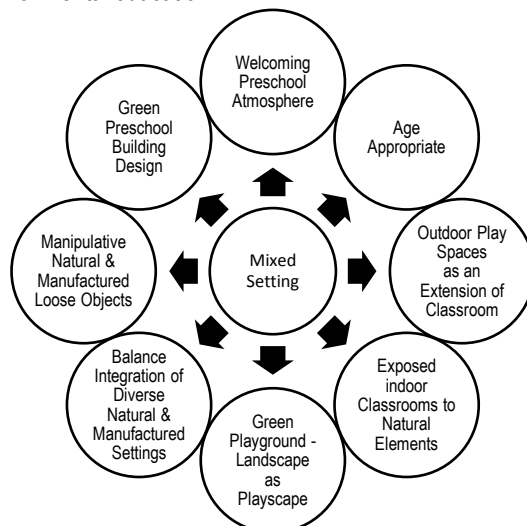 Welcoming
Preschool
Atmosphere
Green
Preschool
Building
Design
Age
Appropriate
Manipulative
Natural &
Manufactured
Loose Objects
Mixed
Setting
Outdoor Play
Spaces
as an
Extension of
Classroom
Balance
Integration of
Diverse
Natural &
Manufactured
Settings
Green
Playground -
Landscape
as
Playscape
Exposed
indoor
Classrooms to
Natural
Elements